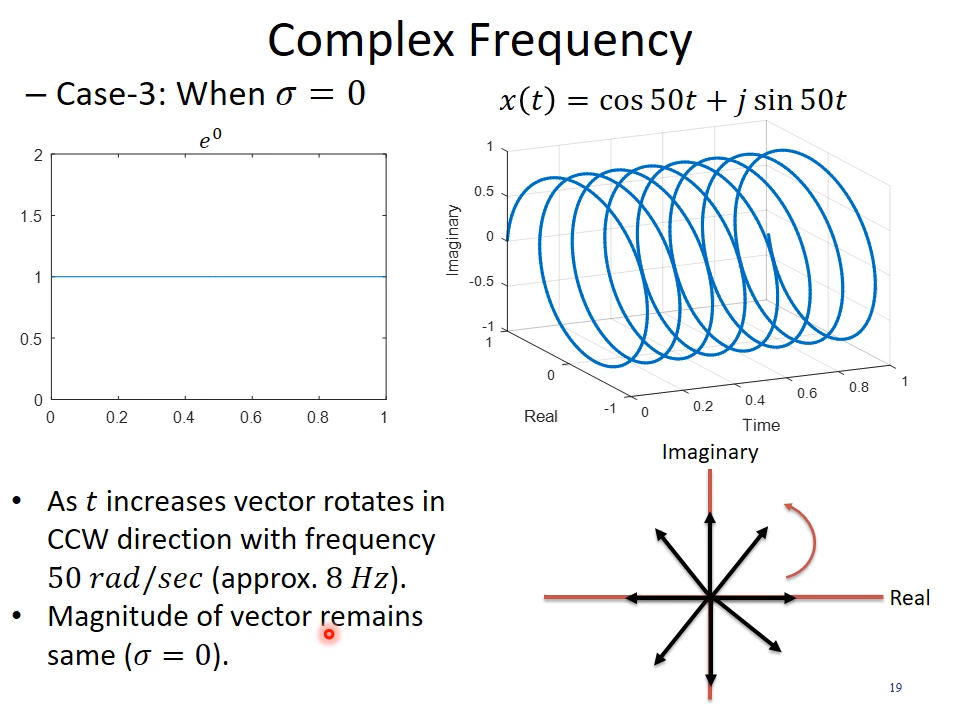 Complex Frequency
– Case-3: When σ = 0
x(t) = cos 50t + j sin 50t
e⁰
2
1.5
1
0.5
0
0 0.2 0.4 0.6 0.8 1
Imaginary
1
0.5
0
-0.5
-1
1
0
-1
Real
0 0.2 0.4 0.6 0.8 1
Time
• As t increases vector rotates in
CCW direction with frequency
50 rad/sec (approx. 8 Hz).
• Magnitude of vector remains
same (σ = 0).
Imaginary
Real
19